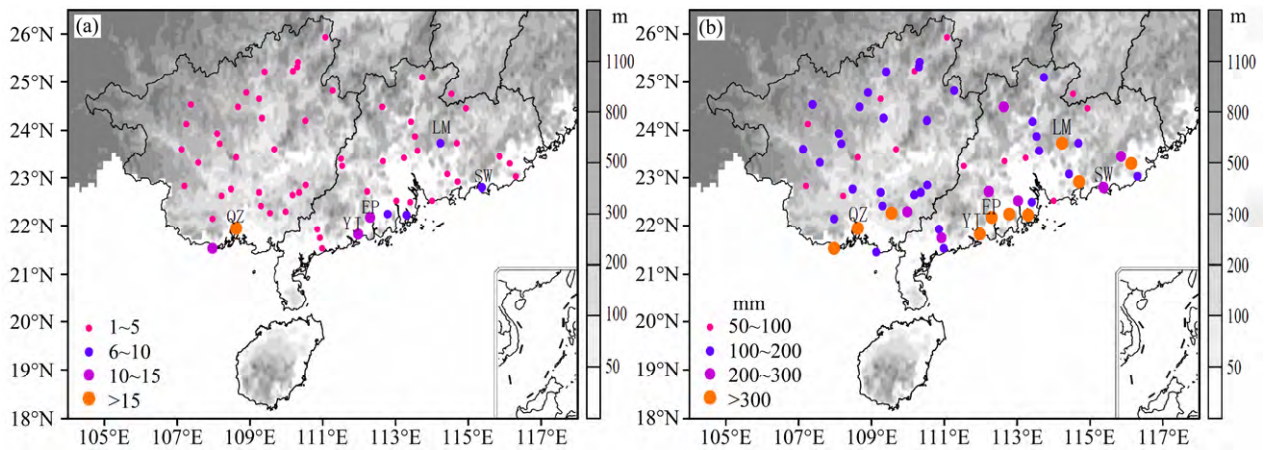 (a)
26°N
25°N
24°N
23°N
22°N
21°N
20°N
19°N
18°N
105°E 107°E 109°E 111°E 113°E 115°E 117°E
LM
SW
EP
YJ
QZ
1~5
6~10
10~15
>15
m
1100
800
500
300
200
100
50
(b)
26°N
25°N
24°N
23°N
22°N
21°N
20°N
19°N
18°N
105°E 107°E 109°E 111°E 113°E 115°E 117°E
LM
SW
EP
YJ
QZ
mm
50~100
100~200
200~300
>300
m
1100
800
500
300
200
100
50